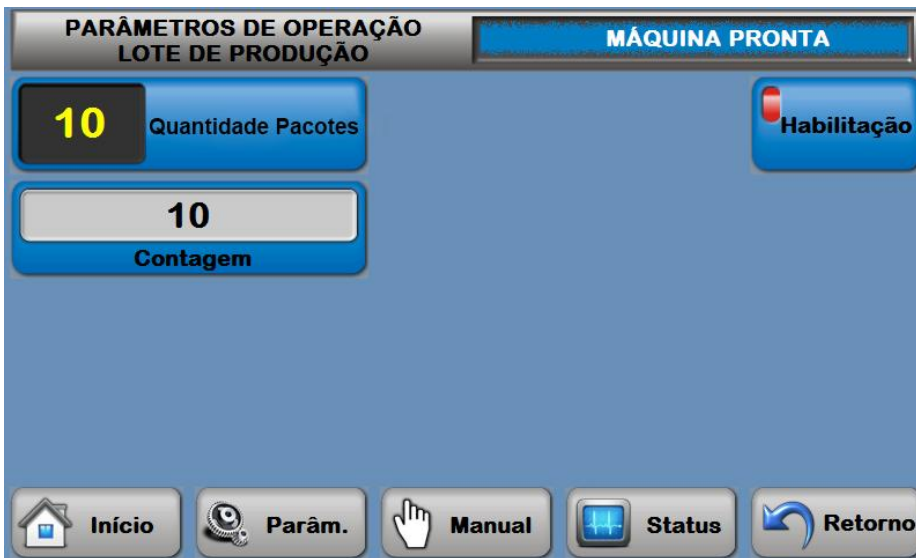 PARÂMETROS DE OPERAÇÃO
LOTE DE PRODUÇÃO
MÁQUINA PRONTA
10
Quantidade Pacotes
Habilitação
10
Contagem
Início
Parâm.
Manual
Status
Retorno